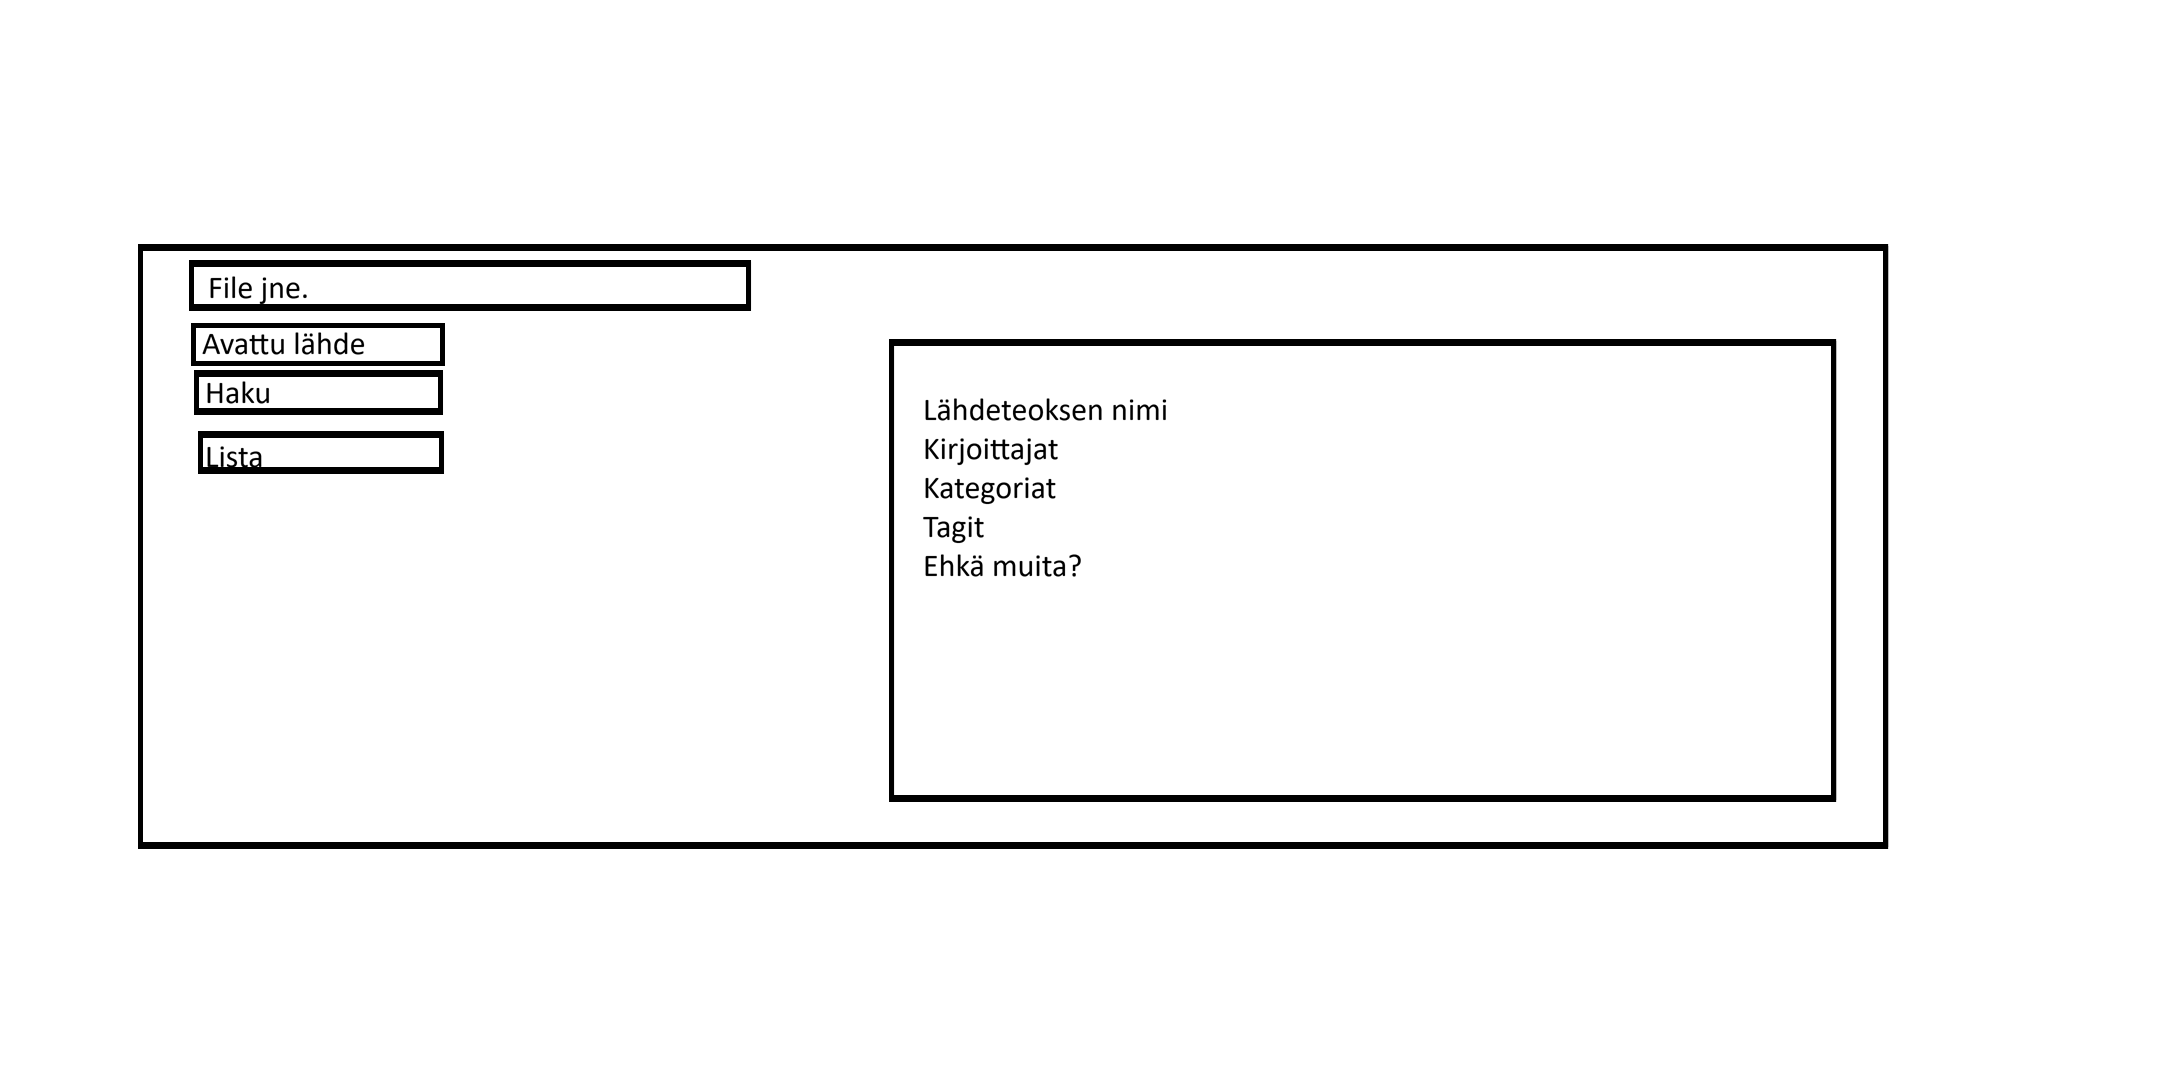 File jne.
Avattu lähde
Haku
Lista
Lähdeteoksen nimi
Kirjoittajat
Kategoriat
Tagit
Ehkä muita?